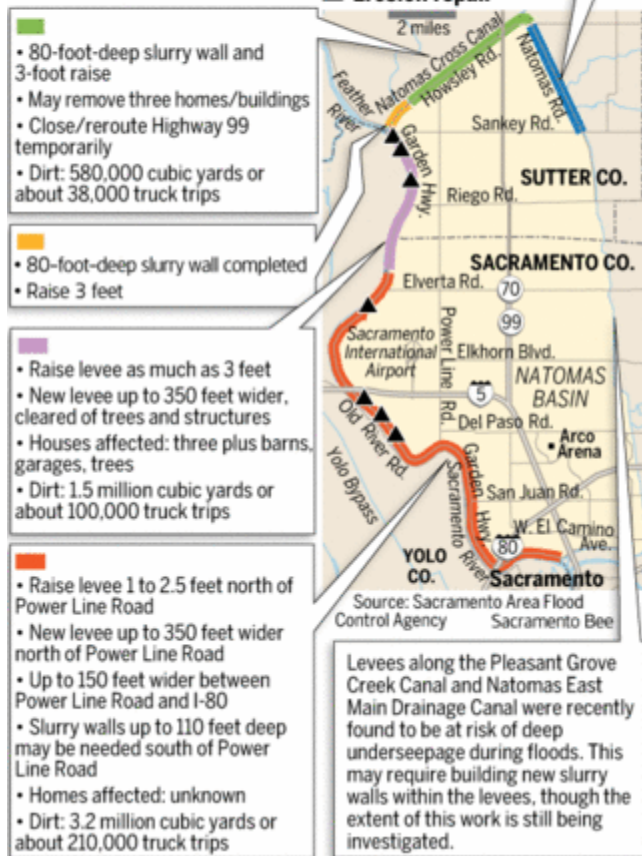 Erosion repair
2 miles
• 80-foot-deep slurry wall and
3-foot raise
• May remove three homes/buildings
• Close/reroute Highway 99
temporarily
• Dirt: 580,000 cubic yards or
about 38,000 truck trips
• 80-foot-deep slurry wall completed
• Raise 3 feet
• Raise levee as much as 3 feet
• New levee up to 350 feet wider,
cleared of trees and structures
• Houses affected: three plus barns,
garages, trees
• Dirt: 1.5 million cubic yards or
about 100,000 truck trips
• Raise levee 1 to 2.5 feet north of
Power Line Road
• New levee up to 350 feet wider
north of Power Line Road
• Up to 150 feet wider between
Power Line Road and I-80
• Slurry walls up to 110 feet deep
may be needed south of Power
Line Road
• Homes affected: unknown
• Dirt: 3.2 million cubic yards or
about 210,000 truck trips
Natomas Cross Canal
Howsley Rd.
Natomas Rd.
Feather
River
Sankey Rd.
Garden Hwy.
SUTTER CO.
Riego Rd.
SACRAMENTO CO.
Elverta Rd.
70
99
Power Line Rd.
Sacramento
International
Airport
Elkhorn Blvd.
NATOMAS
BASIN
5
Del Paso Rd.
Old River Rd.
Arco
Arena
Yolo Bypass
Garden Hwy
Sacramento River
San Juan Rd.
W. El Camino
Ave.
80
YOLO
CO.
Sacramento
Source: Sacramento Area Flood
Control Agency
Sacramento Bee
Levees along the Pleasant Grove
Creek Canal and Natomas East
Main Drainage Canal were recently
found to be at risk of deep
underseepage during floods. This
may require building new slurry
walls within the levees, though the
extent of this work is still being
investigated.